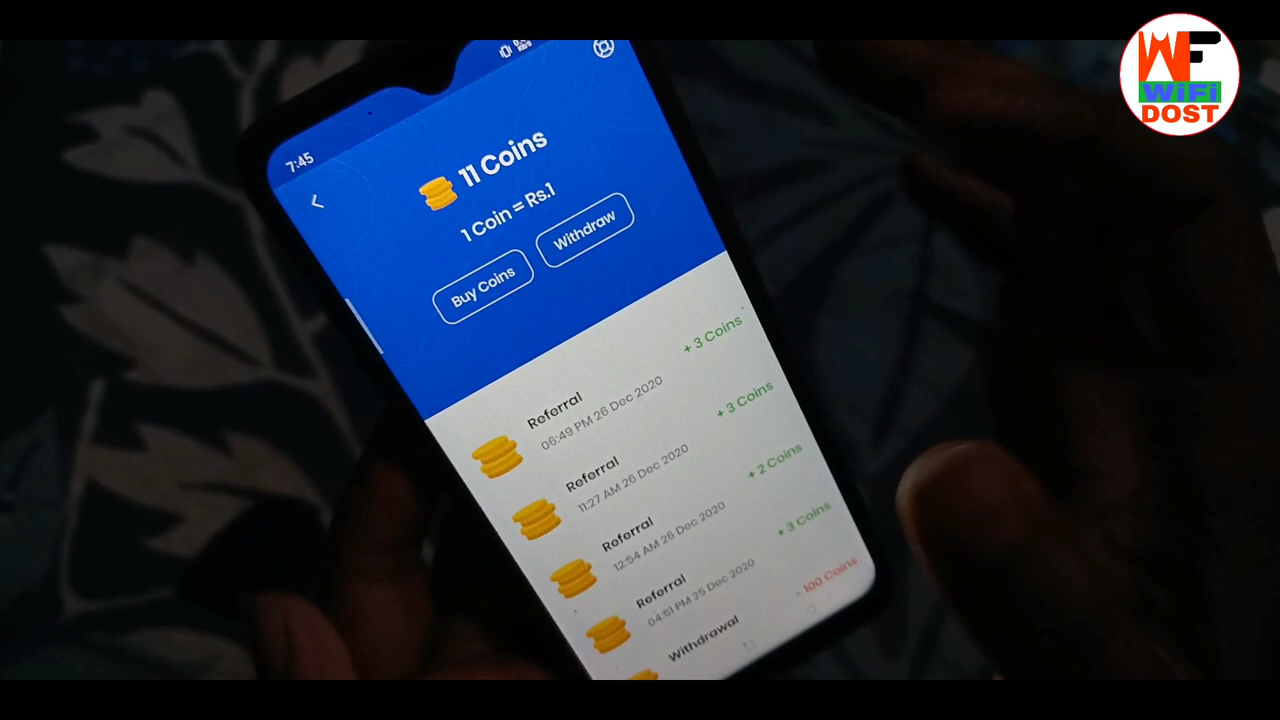 WF
WiFi
DOST
7:45
11 Coins
1 Coin = Rs.1
Buy Coins
Withdraw
Referral
+ 3 Coins
06:49 PM 26 Dec 2020
Referral
+ 3 Coins
11:27 AM 26 Dec 2020
Referral
+ 2 Coins
12:54 AM 26 Dec 2020
Referral
+ 3 Coins
04:51 PM 25 Dec 2020
Withdrawal
- 100 Coins